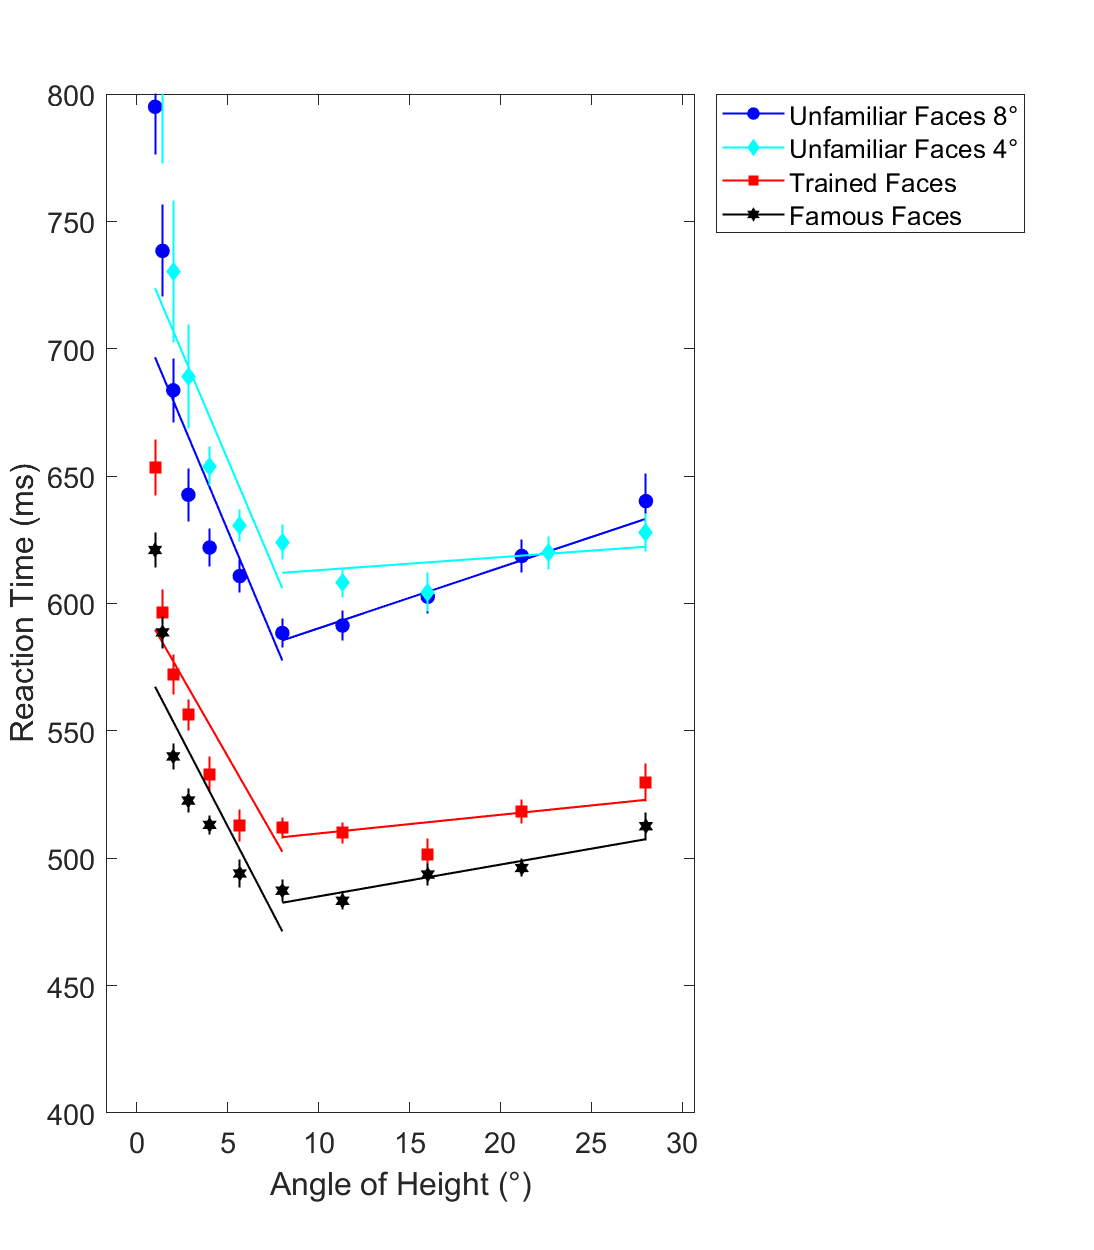 800
750
700
650
600
550
500
450
400
0 5 10 15 20 25 30
Reaction Time (ms)
Angle of Height (°)
Unfamiliar Faces 8°
Unfamiliar Faces 4°
Trained Faces
Famous Faces